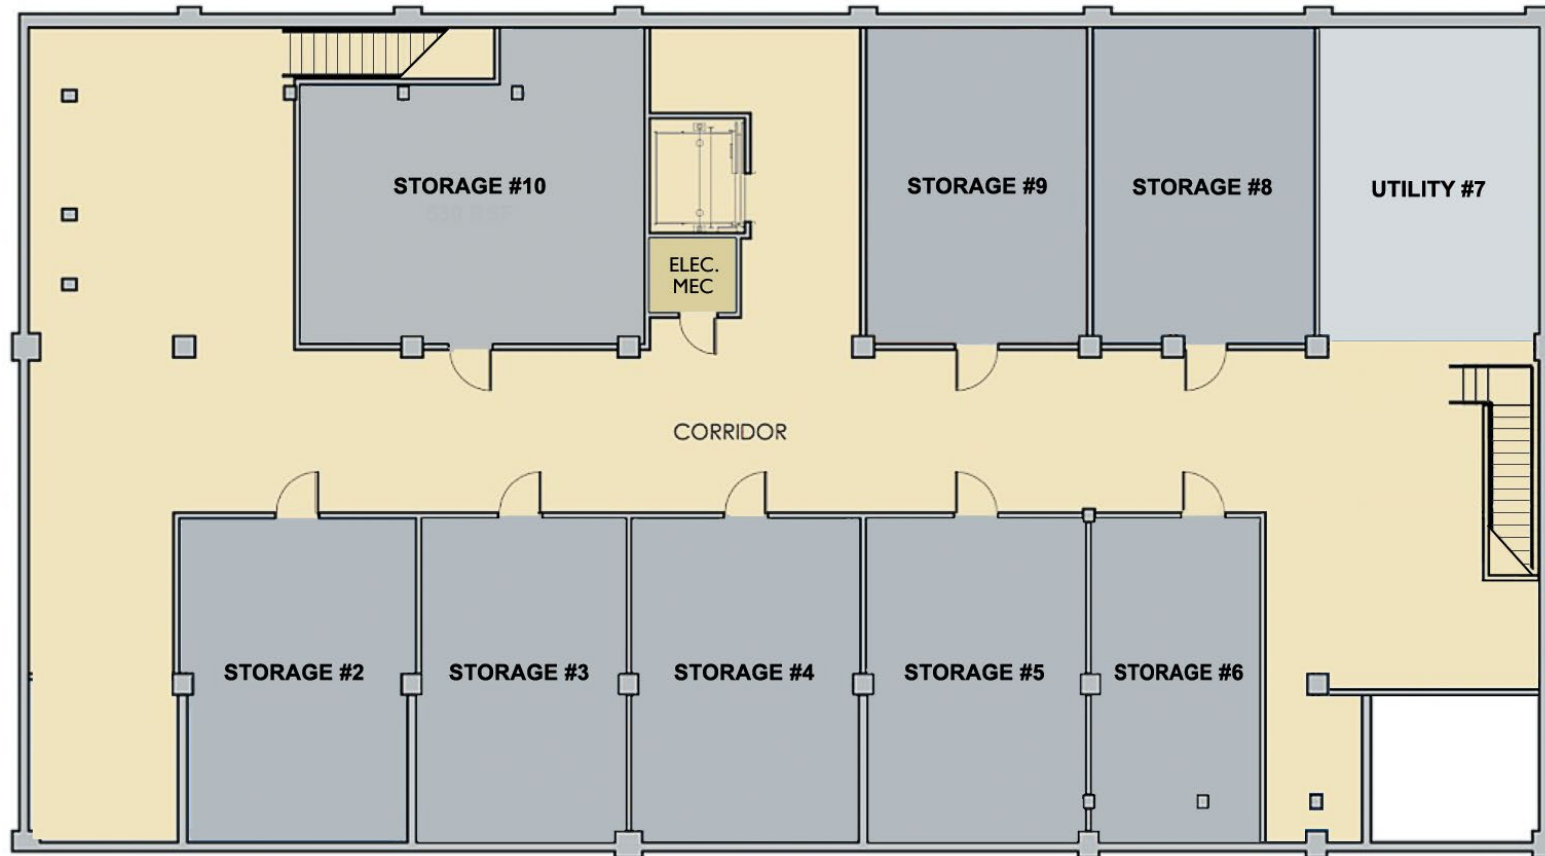 STORAGE #10
STORAGE #9
STORAGE #8
UTILITY #7
ELEC.
MEC
CORRIDOR
STORAGE #2
STORAGE #3
STORAGE #4
STORAGE #5
STORAGE #6